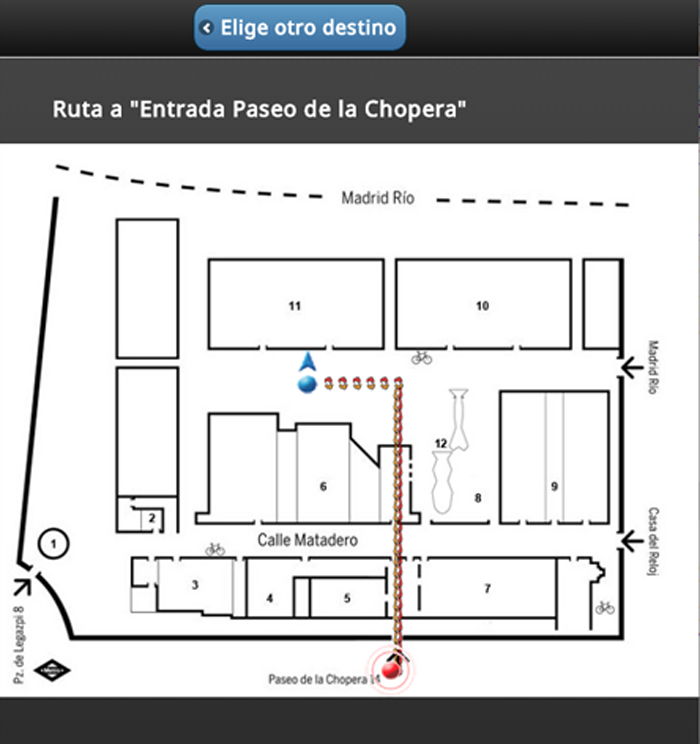 Elige otro destino
Ruta a "Entrada Paseo de la Chopera"
Madrid Río
11
10
Madrid Río
12
6
8
9
2
1
Calle Matadero
Casa del Reloj
3
4
5
7
Pz. de Legazpi 8
Paseo de la Chopera 14